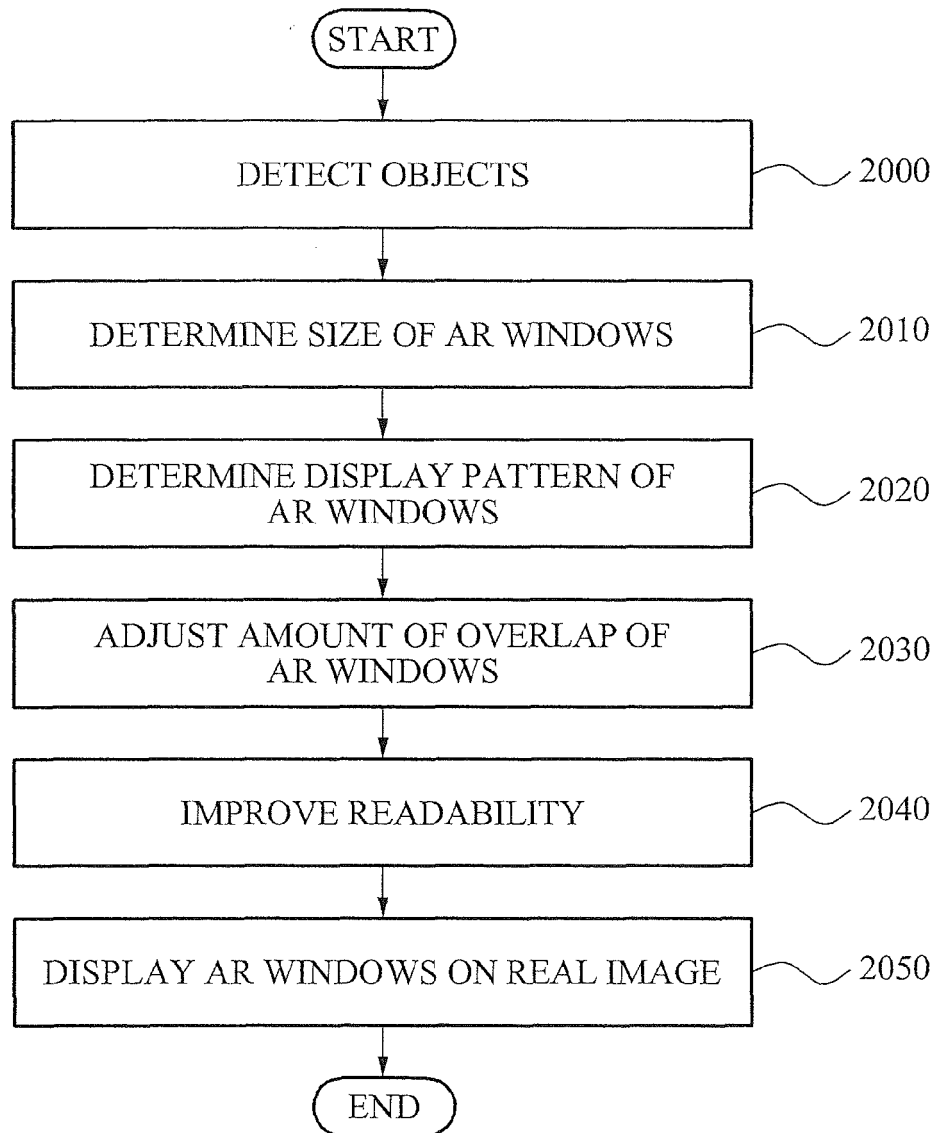 START
DETECT OBJECTS
2000
DETERMINE SIZE OF AR WINDOWS
2010
DETERMINE DISPLAY PATTERN OF
AR WINDOWS
2020
ADJUST AMOUNT OF OVERLAP OF
AR WINDOWS
2030
IMPROVE READABILITY
2040
DISPLAY AR WINDOWS ON REAL IMAGE
2050
END